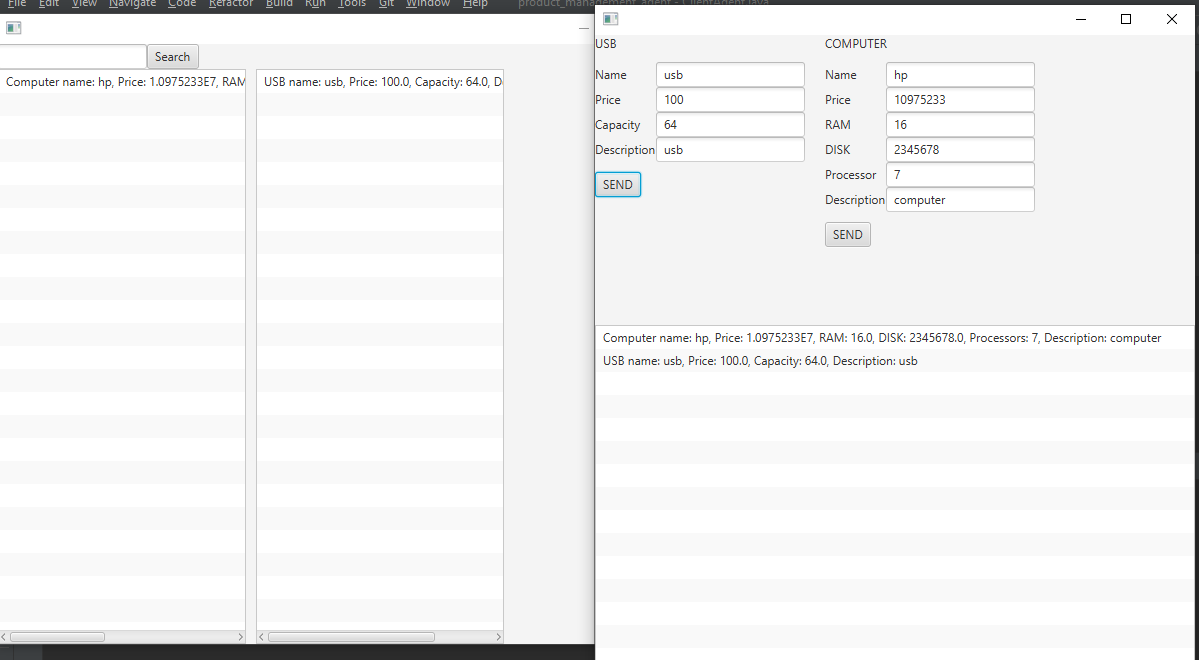 File Edit View Navigate Code Refactor Build Run Tools Git Window Help product_management_agent - ClientAgent.java
Search
Computer name: hp, Price: 1.0975233E7, RAM
USB name: usb, Price: 100.0, Capacity: 64.0, D
USB
Name usb
Price 100
Capacity 64
Description usb
SEND
COMPUTER
Name hp
Price 10975233
RAM 16
DISK 2345678
Processor 7
Description computer
SEND
Computer name: hp, Price: 1.0975233E7, RAM: 16.0, DISK: 2345678.0, Processors: 7, Description: computer
USB name: usb, Price: 100.0, Capacity: 64.0, Description: usb